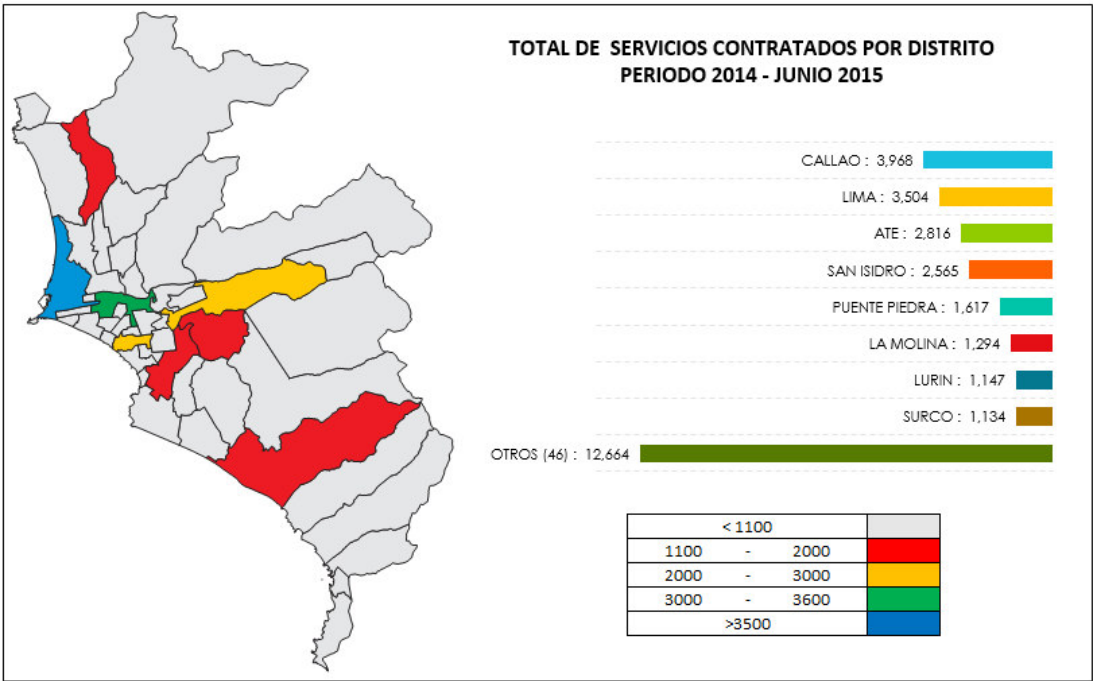 TOTAL DE SERVICIOS CONTRATADOS POR DISTRITO
PERIODO 2014 - JUNIO 2015
CALLAO : 3,968
LIMA : 3,504
ATE : 2,816
SAN ISIDRO : 2,565
PUENTE PIEDRA : 1,617
LA MOLINA : 1,294
LURIN : 1,147
SURCO : 1,134
OTROS (46) : 12,664
< 1100
1100 - 2000
2000 - 3000
3000 - 3600
>3500